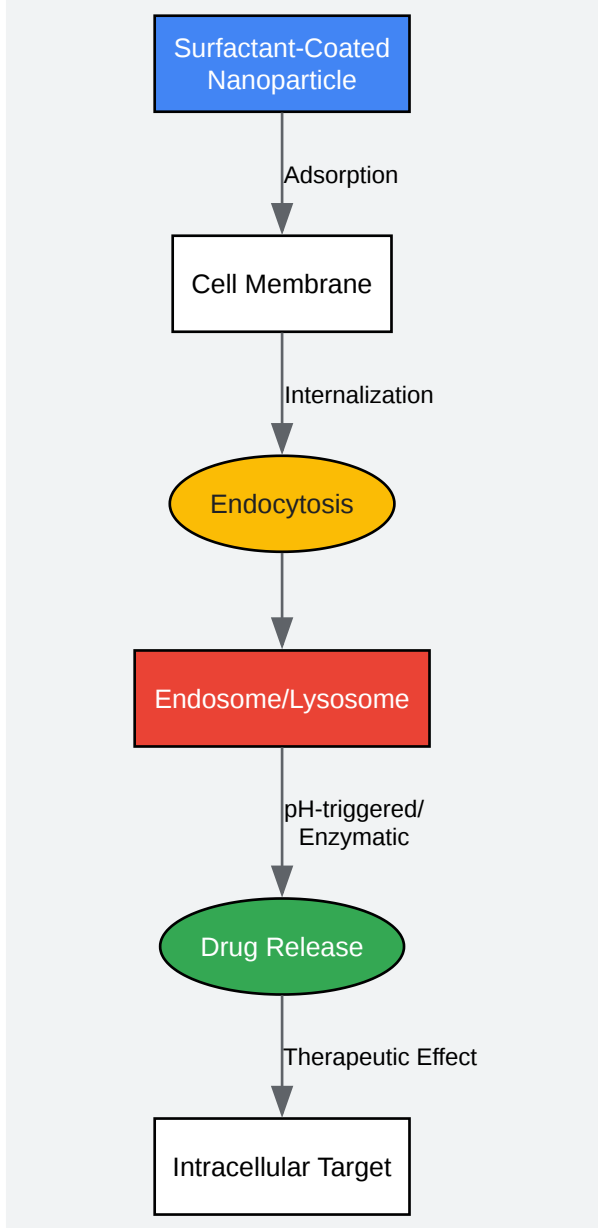 Surfactant-Coated
Nanoparticle
Adsorption
Cell Membrane
Internalization
Endocytosis
Endosome/Lysosome
pH-triggered/
Enzymatic
Drug Release
Therapeutic Effect
Intracellular Target